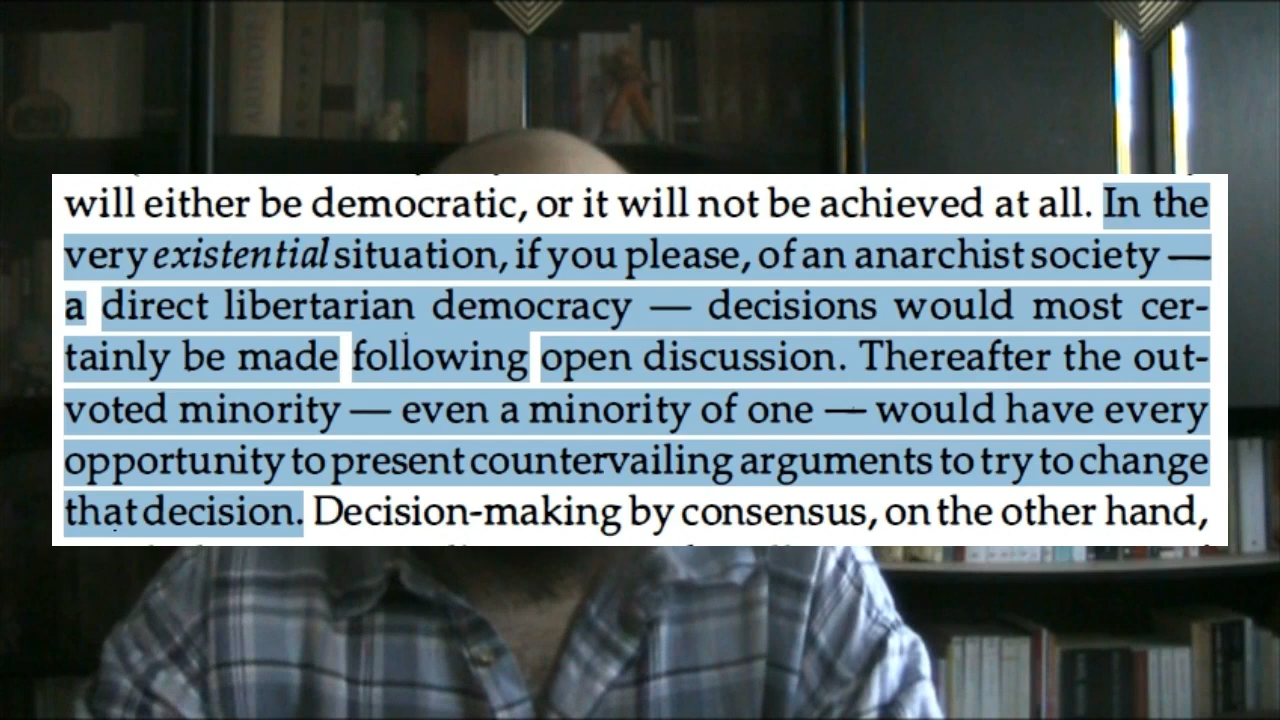 will either be democratic, or it will not be achieved at all. In the
very existential situation, if you please, of an anarchist society —
a direct libertarian democracy — decisions would most cer-
tainly be made following open discussion. Thereafter the out-
voted minority — even a minority of one — would have every
opportunity to present countervailing arguments to try to change
that decision. Decision-making by consensus, on the other hand,